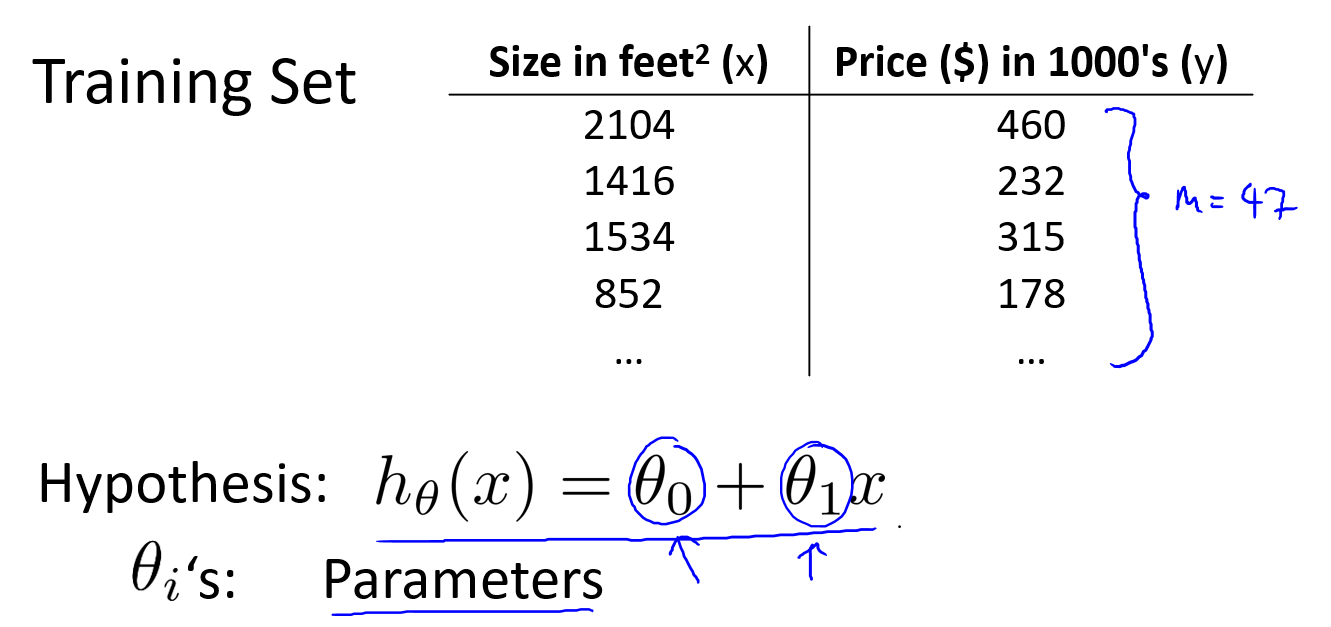 Training Set
Size in feet² (x) Price ($) in 1000's (y)
2104 460
1416 232
1534 315
852 178
... ...
m = 47
Hypothesis: hθ(x) = θ₀ + θ₁x
θᵢ‘s: Parameters